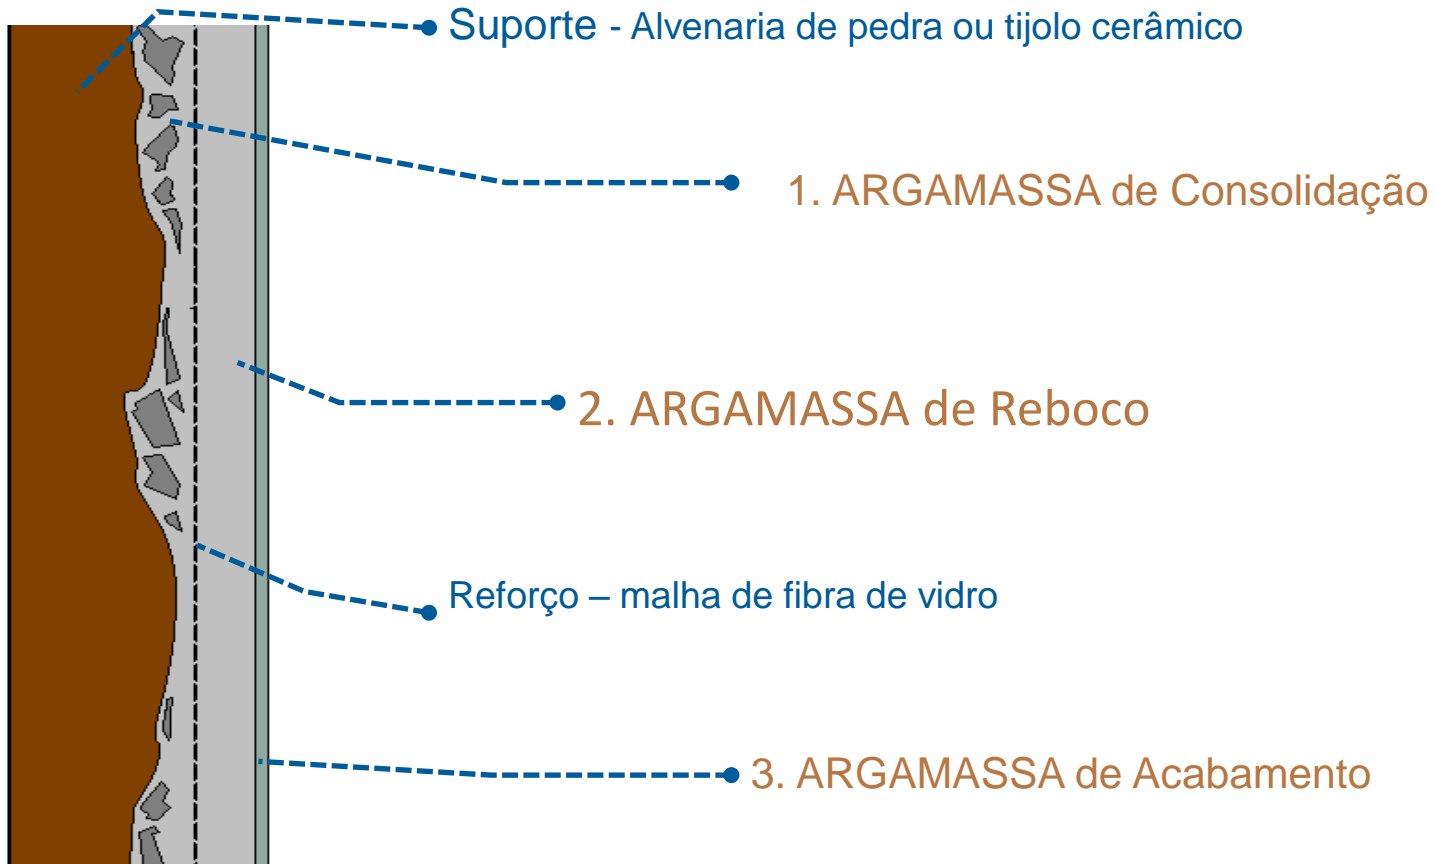 Suporte - Alvenaria de pedra ou tijolo cerâmico
1. ARGAMASSA de Consolidação
2. ARGAMASSA de Reboco
Reforço – malha de fibra de vidro
3. ARGAMASSA de Acabamento